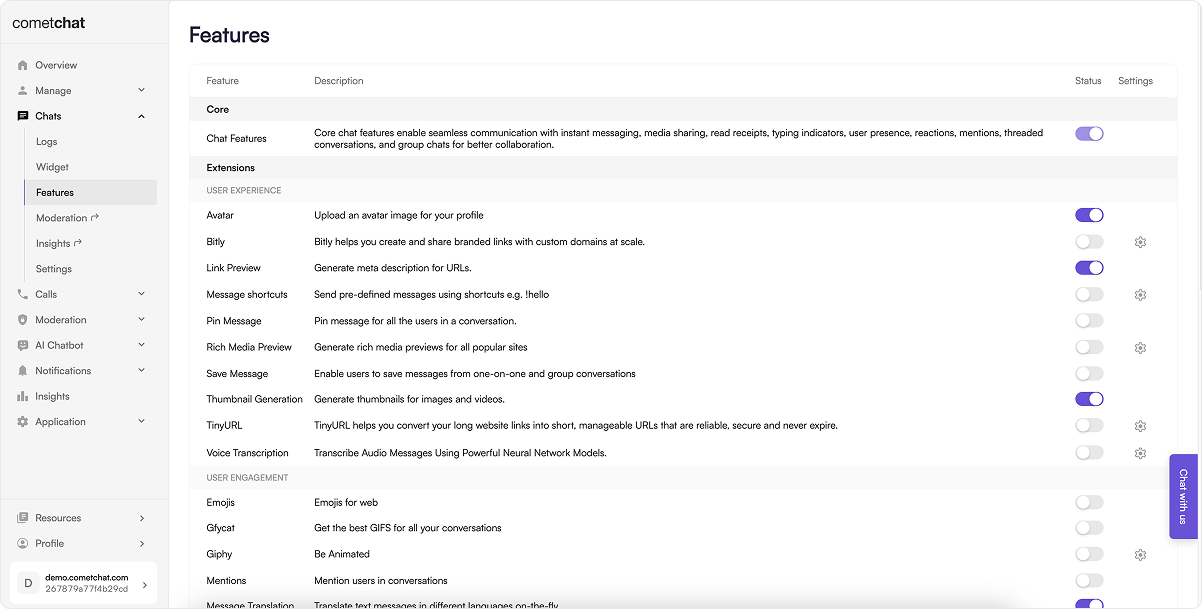 cometchat
Overview
Manage
Chats
Logs
Widget
Features
Moderation
Insights
Settings
Calls
Moderation
AI Chatbot
Notifications
Insights
Application
Resources
Profile
D
demo.cometchat.com
267879a77f4b29cd
Features
Feature Description Status Settings
Core
Chat Features Core chat features enable seamless communication with instant messaging, media sharing, read receipts, typing indicators, user presence, reactions, mentions, threaded
conversations, and group chats for better collaboration.
Extensions
USER EXPERIENCE
Avatar Upload an avatar image for your profile
Bitly Bitly helps you create and share branded links with custom domains at scale.
Link Preview Generate meta description for URLs.
Message shortcuts Send pre-defined messages using shortcuts e.g. !hello
Pin Message Pin message for all the users in a conversation.
Rich Media Preview Generate rich media previews for all popular sites
Save Message Enable users to save messages from one-on-one and group conversations
Thumbnail Generation Generate thumbnails for images and videos.
TinyURL TinyURL helps you convert your long website links into short, manageable URLs that are reliable, secure and never expire.
Voice Transcription Transcribe Audio Messages Using Powerful Neural Network Models.
USER ENGAGEMENT
Emojis Emojis for web
Gfycat Get the best GIFS for all your conversations
Giphy Be Animated
Mentions Mention users in conversations
Message Translation Translate text messages in different languages on-the-fly
Chat with us